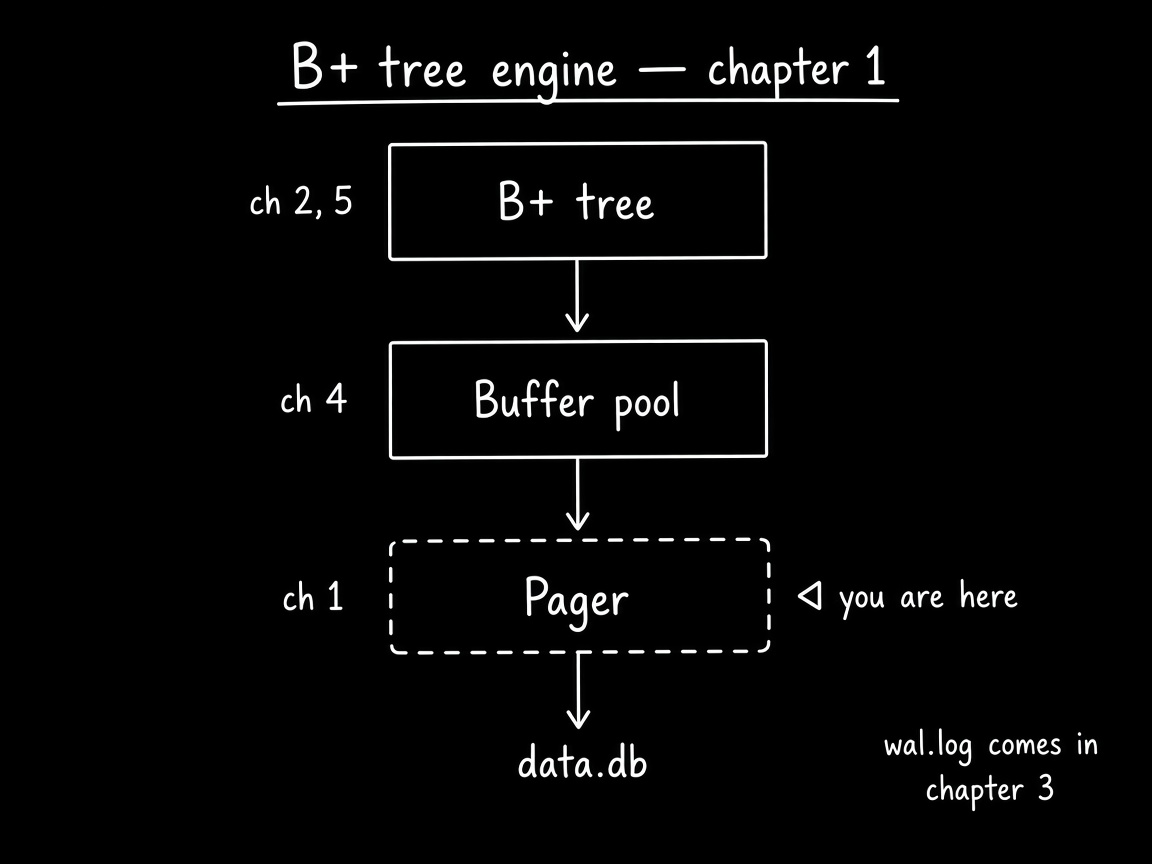 B+ tree engine — chapter 1
ch 2, 5
B+ tree
ch 4
Buffer pool
ch 1
Pager
you are here
data.db
wal.log comes in
chapter 3